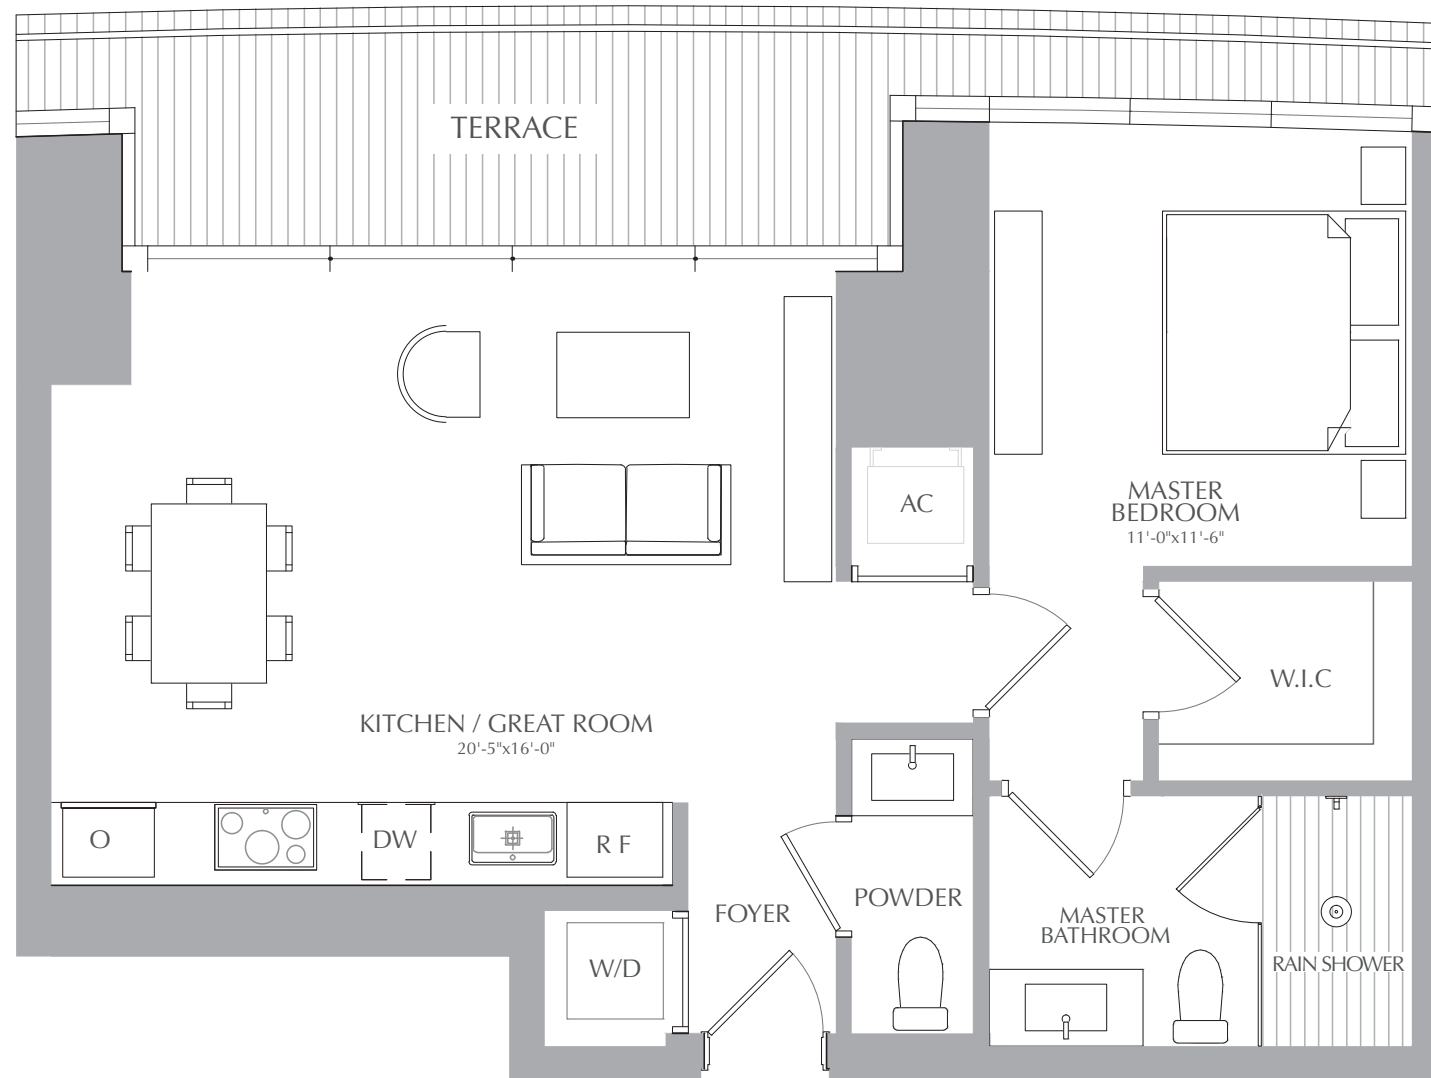 TERRACE
AC
MASTER
BEDROOM
11'-0"x11'-6"
W.I.C
KITCHEN / GREAT ROOM
20'-5"x16'-0"
O
DW
R F
FOYER
POWDER
MASTER
BATHROOM
RAIN SHOWER
W/D